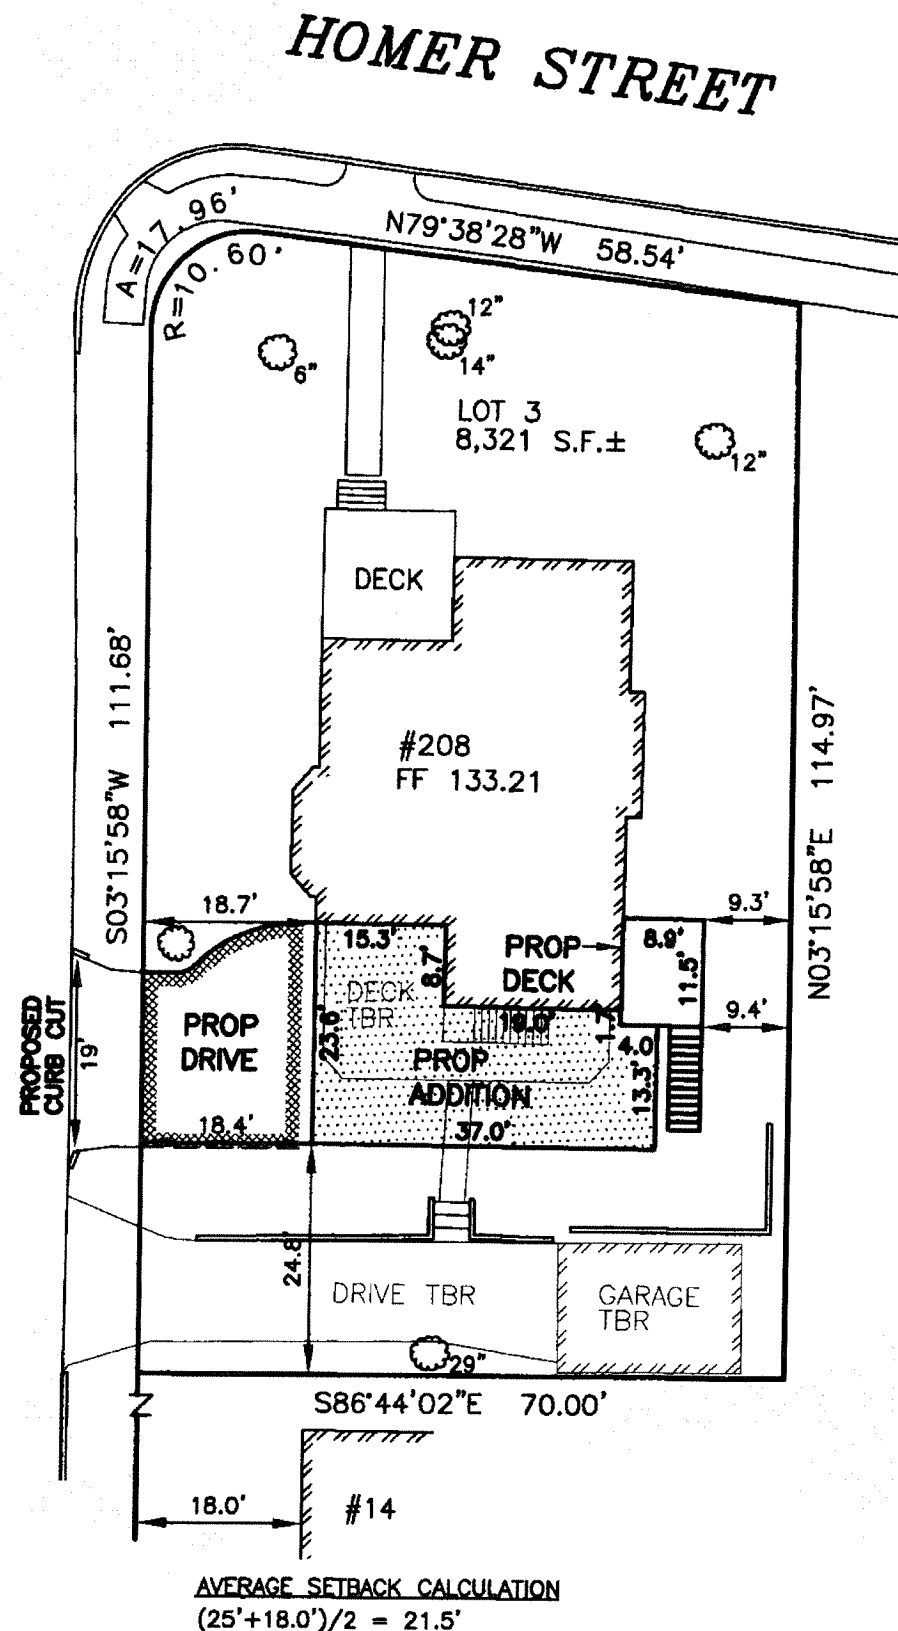 HOMER STREET
A=17.96'
R=10.60'
N79°38'28"W 58.54'
12"
14"
6"
LOT 3
8,321 S.F.±
12"
DECK
S03°15'58"W 111.68'
N03°15'58"E 114.97'
#208
FF 133.21
18.7'
9.3'
15.3'
8.7'
PROP
DECK
8.9'
11.5'
DECK
TBR
23.6'
19.0'
9.4'
PROPOSED
CURB CUT
19'
PROP
DRIVE
4.0
13.3'
PROP
ADDITION
18.4'
37.0'
24.8'
DRIVE TBR
GARAGE
TBR
29"
S86°44'02"E 70.00'
18.0'
#14
AVERAGE SETBACK CALCULATION
(25'+18.0')/2 = 21.5'